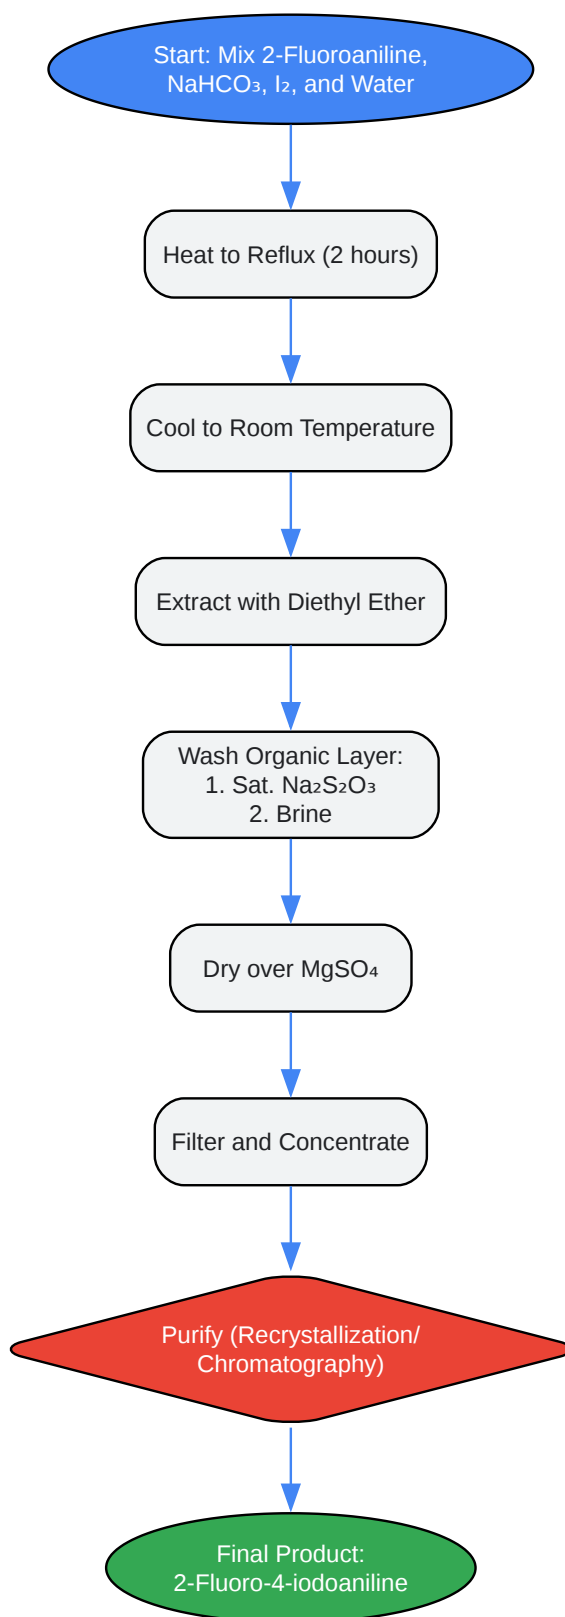 Start: Mix 2-Fluoroaniline,
NaHCO₃, I₂, and Water
Heat to Reflux (2 hours)
Cool to Room Temperature
Extract with Diethyl Ether
Wash Organic Layer:
1. Sat. Na₂S₂O₃
2. Brine
Dry over MgSO₄
Filter and Concentrate
Purify (Recrystallization/
Chromatography)
Final Product:
2-Fluoro-4-iodoaniline